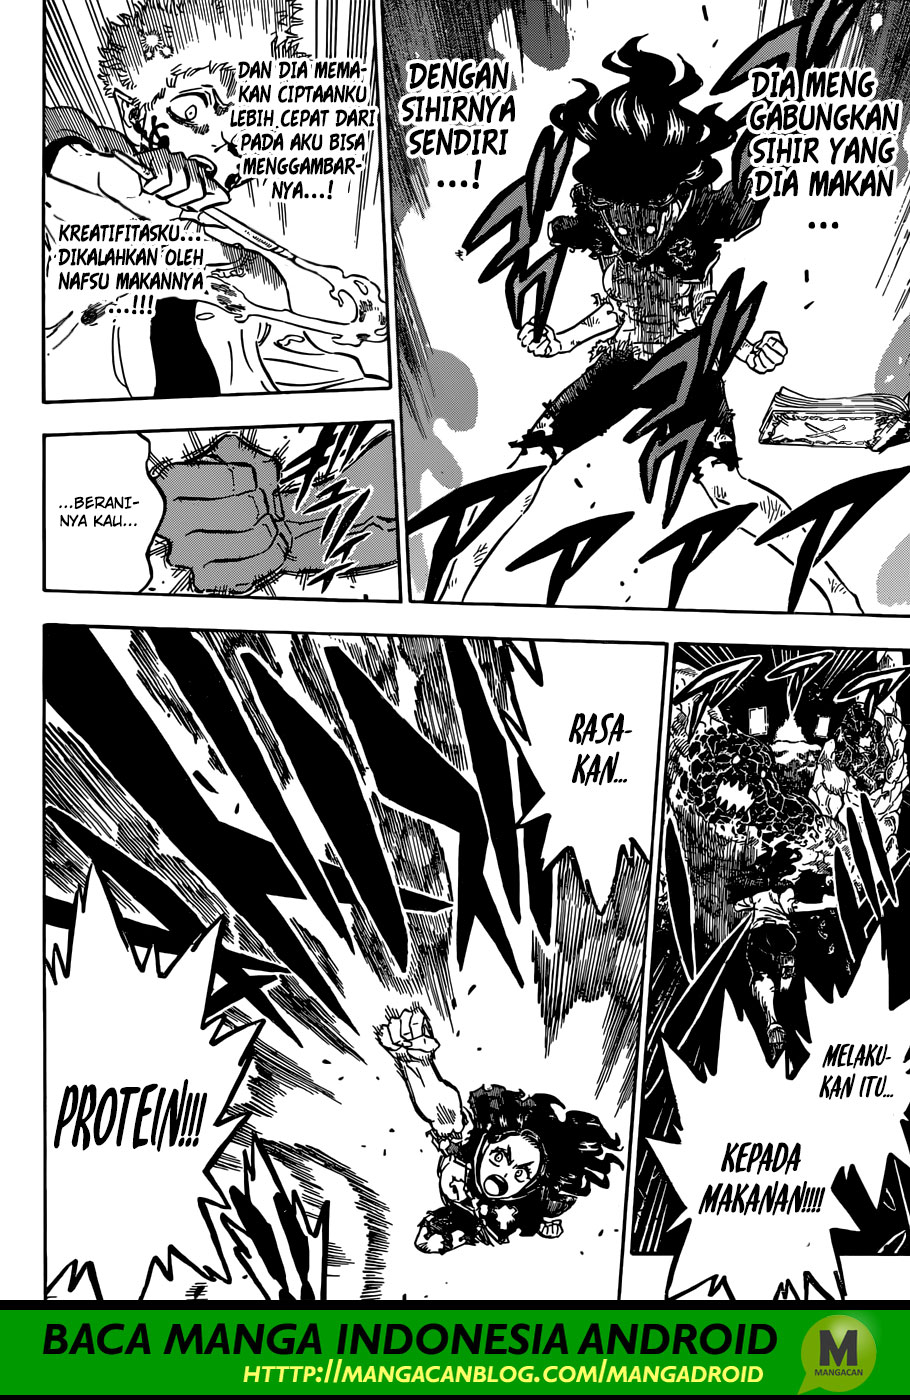 DIA MENG
GABUNGKAN
SIHIR YANG
DIA MAKAN
...
DENGAN
SIHIRNYA
SENDIRI
...!
DAN DIA MEMA-
KAN CIPTAANKU
LEBIH CEPAT DARI
PADA AKU BISA
MENGGAMBAR-
NYA...!
KREATIFITASKU...
DIKALAHKAN OLEH
NAFSU MAKANNYA
...!!!
...BERANI-
NYA KAU...
MELAKU-
KAN ITU...
KEPADA
MAKANAN!!!!
RASA-
KAN...
PROTEIN!!!
BACA MANGA INDONESIA ANDROID
HTTTP://MANGACANBLOG.COM/MANGADROID
M
MANGACAN